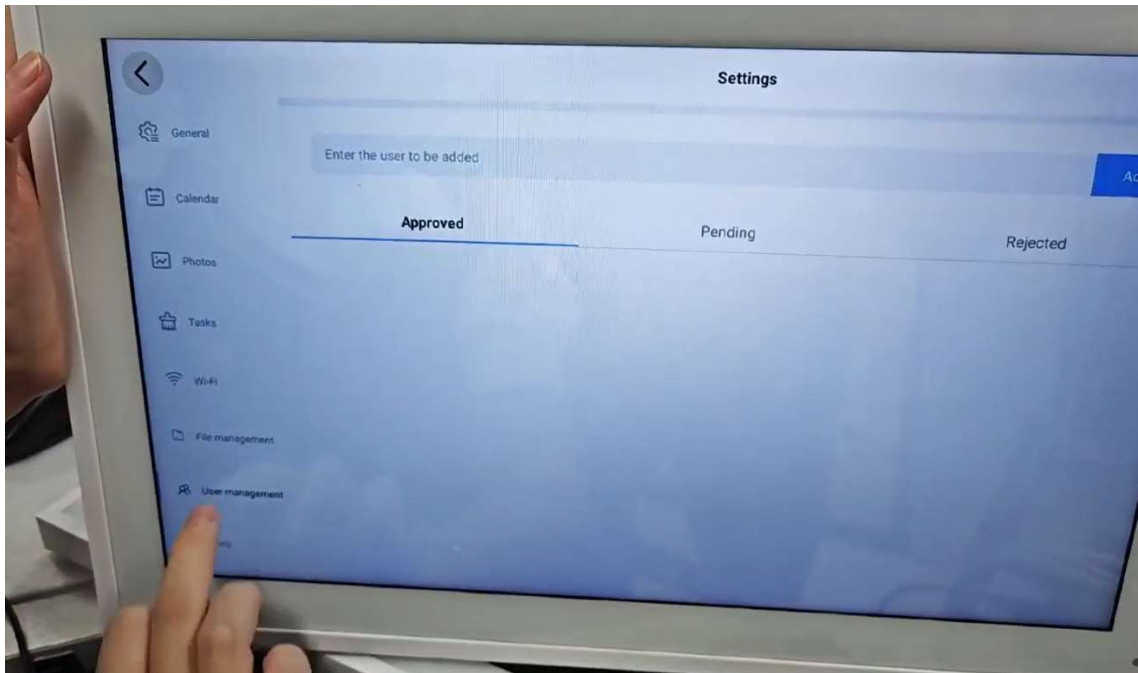 Settings
General
Enter the user to be added
Calendar
Approved
Pending
Rejected
Photos
Tasks
Wi-Fi
File management
User management